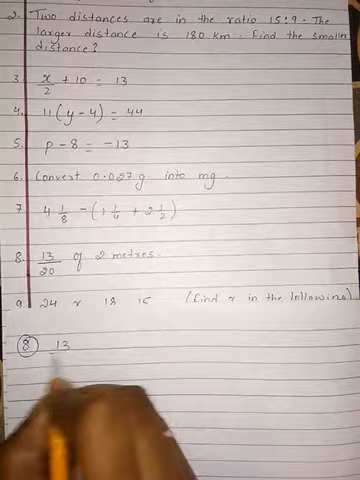 2. Two distances are in the ratio 15:9. The
larger distance is 180 km. Find the smaller
distance?
3. x/2 + 10 = 13
4. 11(y - 4) = 44
5. p - 8 = -13
6. Convert 0.027 g into mg.
7 4 1/8 - (1 1/4 + 2 1/2)
8. 13/20 of 2 metres.
9. 24 x 18 (Find x in the following)
8 13